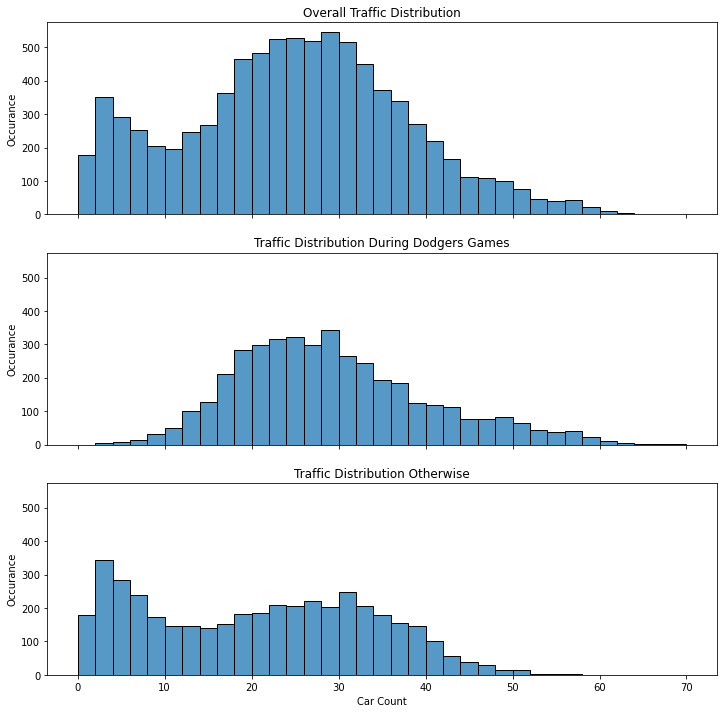 Overall Traffic Distribution
Occurance
500
400
300
200
100
0
Traffic Distribution During Dodgers Games
Occurance
500
400
300
200
100
0
Traffic Distribution Otherwise
Occurance
500
400
300
200
100
0
0 10 20 30 40 50 60 70
Car Count